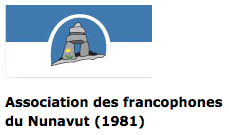 Association des francophones
du Nunavut (1981)